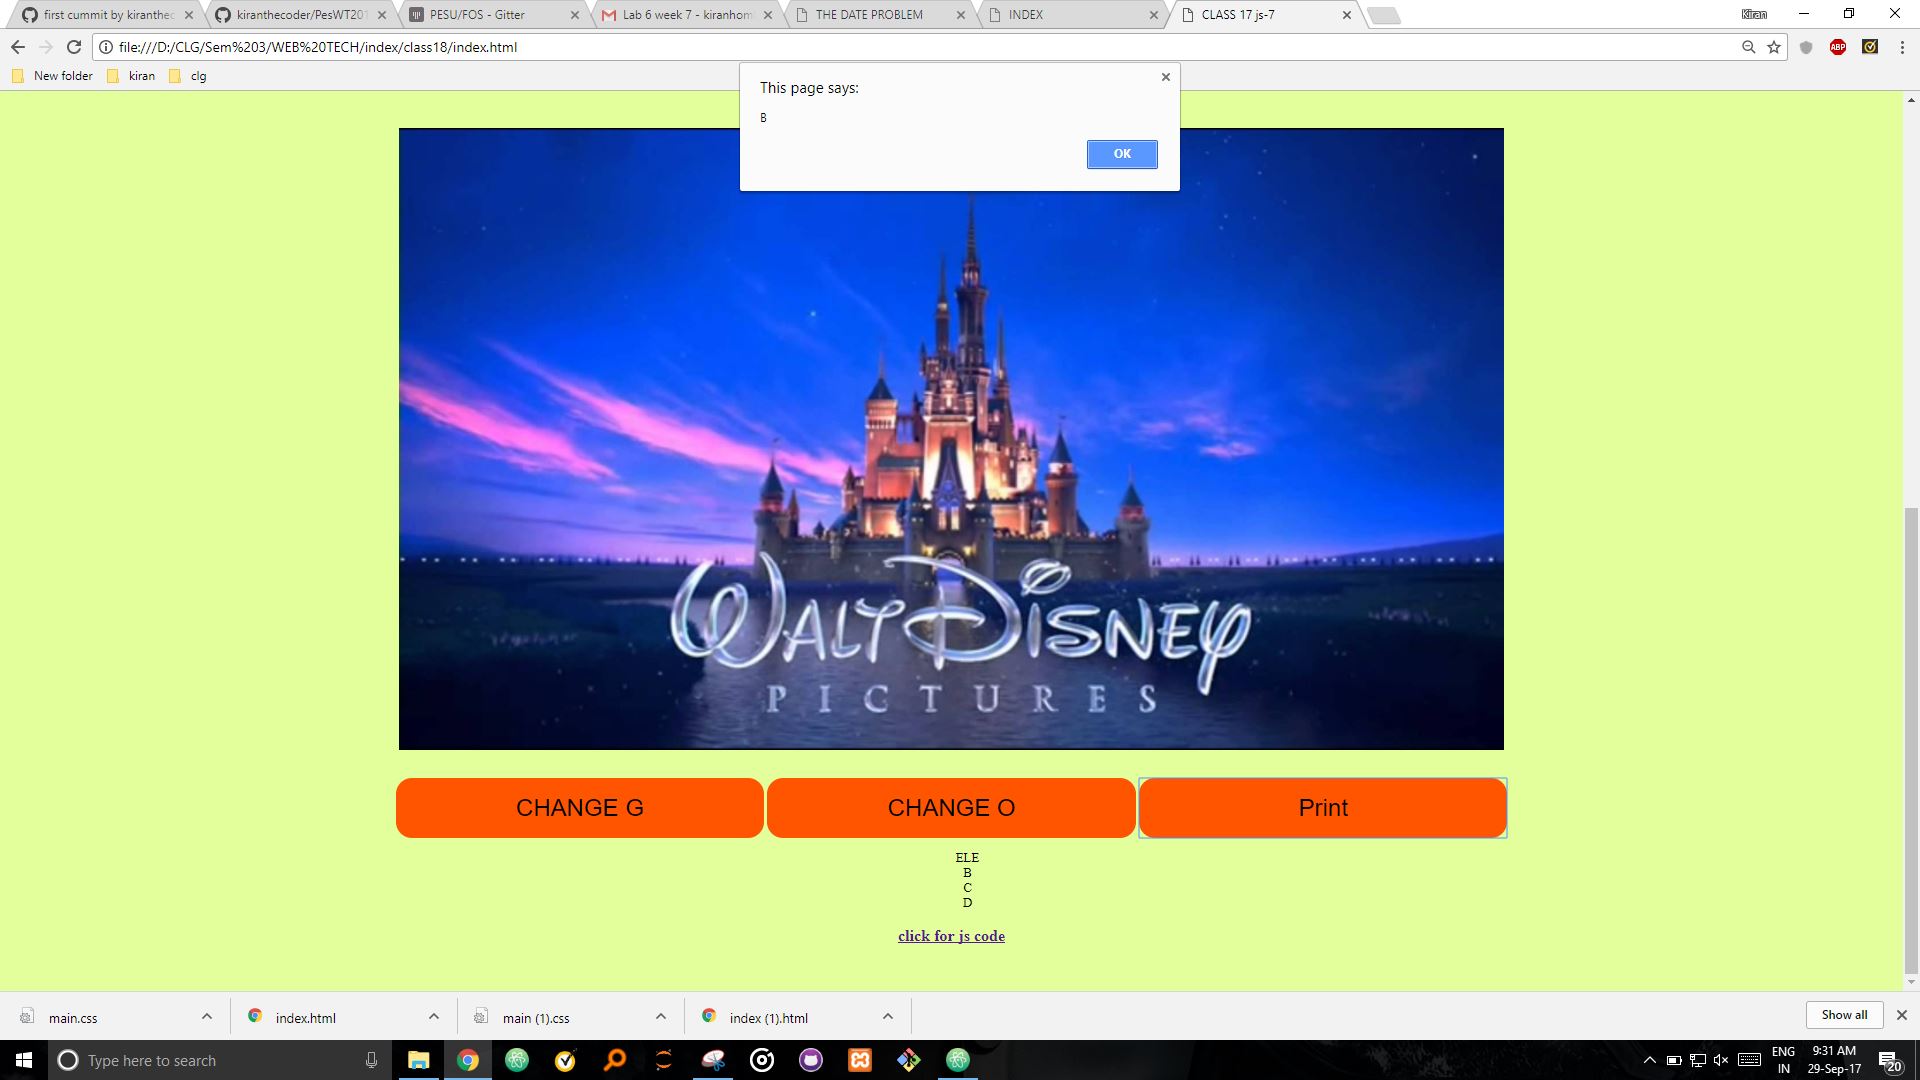 first cummit by kiranthec
kiranthecoder/PesWT201
PESU/FOS - Gitter
Lab 6 week 7 - kiranhom
THE DATE PROBLEM
INDEX
CLASS 17 js-7
Kiran
file:///D:/CLG/Sem%203/WEB%20TECH/index/class18/index.html
ABP
New folder
kiran
clg
This page says:
B
OK
WALT DISNEY
PICTURES
CHANGE G
CHANGE O
Print
ELE
B
C
D
click for js code
main.css
index.html
main (1).css
index (1).html
Show all
Type here to search
ENG
IN
9:31 AM
29-Sep-17
20